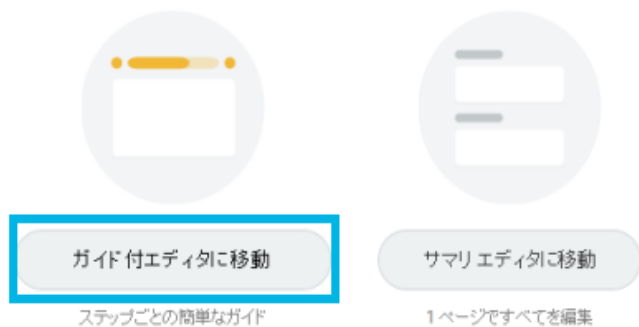 ガイド付エディタに移動
サマリ エディタに移動
ステップごとの簡単なガイド
1 ページですべてを編集